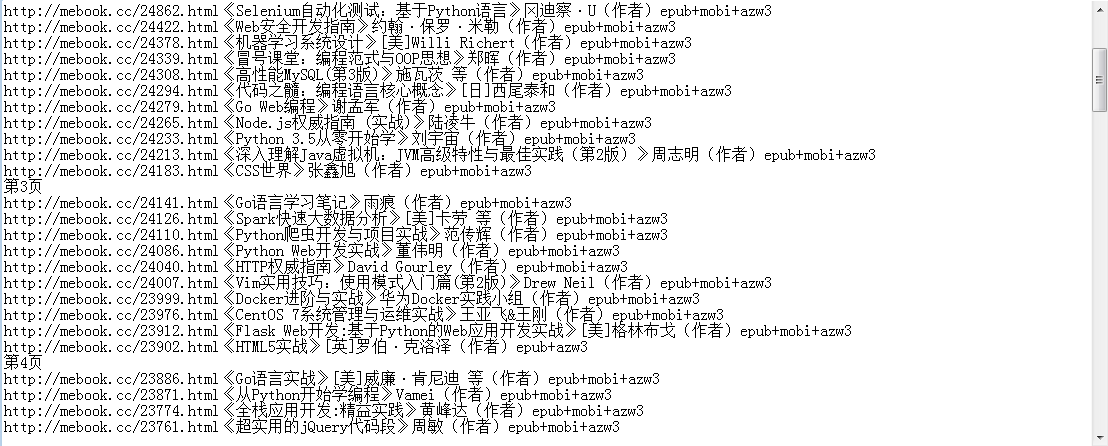 http://mebook.cc/24862.html《Selenium自动化测试：基于Python语言》冈迪察·U（作者）epub+mobi+azw3
http://mebook.cc/24422.html《Web安全开发指南》约翰·保罗·米勒（作者）epub+mobi+azw3
http://mebook.cc/24378.html《机器学习系统设计》[美]Willi Richert（作者）epub+mobi+azw3
http://mebook.cc/24339.html《冒号课堂：编程范式与OOP思想》郑晖（作者）epub+mobi+azw3
http://mebook.cc/24308.html《高性能MySQL(第3版)》施瓦茨 等（作者）epub+mobi+azw3
http://mebook.cc/24294.html《代码之髓：编程语言核心概念》[日]西尾泰和（作者）epub+mobi+azw3
http://mebook.cc/24279.html《Go Web编程》谢孟军（作者）epub+mobi+azw3
http://mebook.cc/24265.html《Node.js权威指南 (实战)》陆凌牛（作者）epub+mobi+azw3
http://mebook.cc/24233.html《Python 3.5从零开始学》刘宇宙（作者）epub+mobi+azw3
http://mebook.cc/24213.html《深入理解Java虚拟机：JVM高级特性与最佳实践（第2版）》周志明（作者）epub+mobi+azw3
http://mebook.cc/24183.html《CSS世界》张鑫旭（作者）epub+mobi+azw3
第3页
http://mebook.cc/24141.html《Go语言学习笔记》雨痕（作者）epub+mobi+azw3
http://mebook.cc/24126.html《Spark快速大数据分析》[美]卡劳 等（作者）epub+mobi+azw3
http://mebook.cc/24110.html《Python爬虫开发与项目实战》范传辉（作者）epub+mobi+azw3
http://mebook.cc/24086.html《Python Web开发实战》董伟明（作者）epub+mobi+azw3
http://mebook.cc/24040.html《HTTP权威指南》David Gourley（作者）epub+mobi+azw3
http://mebook.cc/24007.html《Vim实用技巧：使用模式入门篇(第2版)》Drew Neil（作者）epub+mobi+azw3
http://mebook.cc/23999.html《Docker进阶与实战》华为Docker实践小组（作者）epub+mobi+azw3
http://mebook.cc/23976.html《CentOS 7系统管理与运维实战》王亚飞&王刚（作者）epub+mobi+azw3
http://mebook.cc/23912.html《Flask Web开发:基于Python的Web应用开发实战》[美]格林布戈（作者）epub+mobi+azw3
http://mebook.cc/23902.html《HTML5实战》[英]罗伯·克洛泽（作者）epub+azw3
第4页
http://mebook.cc/23886.html《Go语言实战》[美]威廉·肯尼迪 等（作者）epub+mobi+azw3
http://mebook.cc/23871.html《从Python开始学编程》Vamei（作者）epub+mobi+azw3
http://mebook.cc/23774.html《全栈应用开发:精益实践》黄峰达（作者）epub+mobi+azw3
http://mebook.cc/23761.html《超实用的jQuery代码段》周敏（作者）epub+mobi+azw3